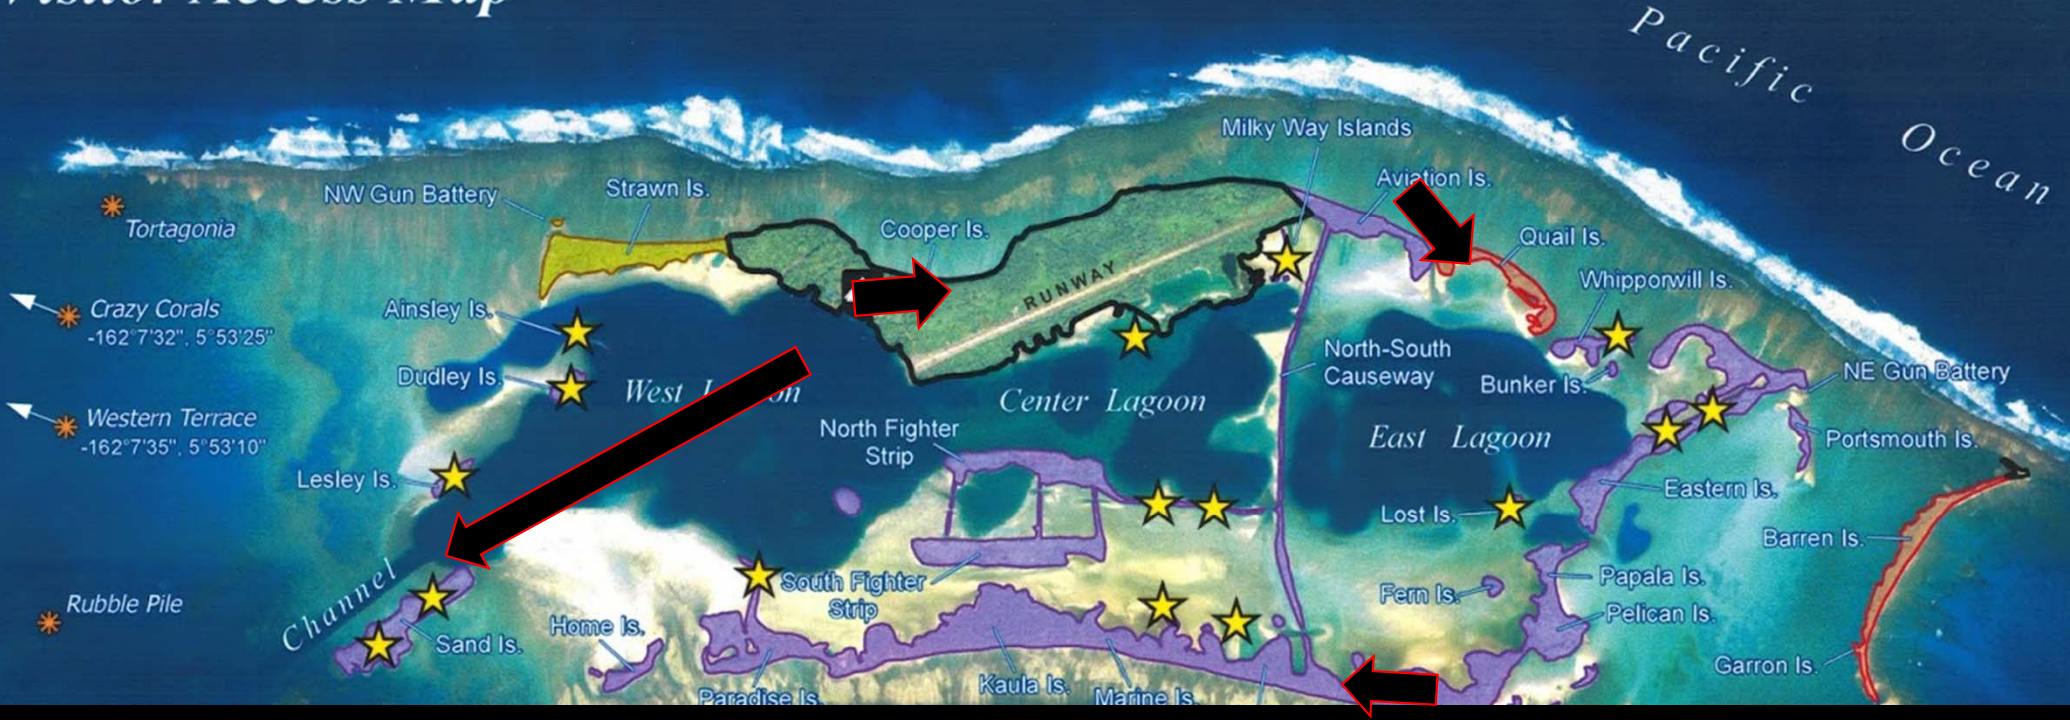 Visitor Access Map
Pacific
Ocean
Milky Way Islands
NW Gun Battery
Strawn Is.
Aviation Is.
Tortagonia
Cooper Is.
Quail Is.
RUNWAY
Whipporwill Is.
Crazy Corals
-162°7'32", 5°53'25"
Ainsley Is.
North-South
Causeway
Dudley Is.
West
Center Lagoon
Bunker Is.
NE Gun Battery
Western Terrace
-162°7'35", 5°53'10"
North Fighter
Strip
East Lagoon
Portsmouth Is.
Lesley Is.
Eastern Is.
Lost Is.
Barren Is.
Channel
South Fighter
Strip
Fern Is.
Papala Is.
Rubble Pile
Pelican Is.
Home Is.
Sand Is.
Garron Is.
Paradise Is.
Kaula Is.
Marine Is.